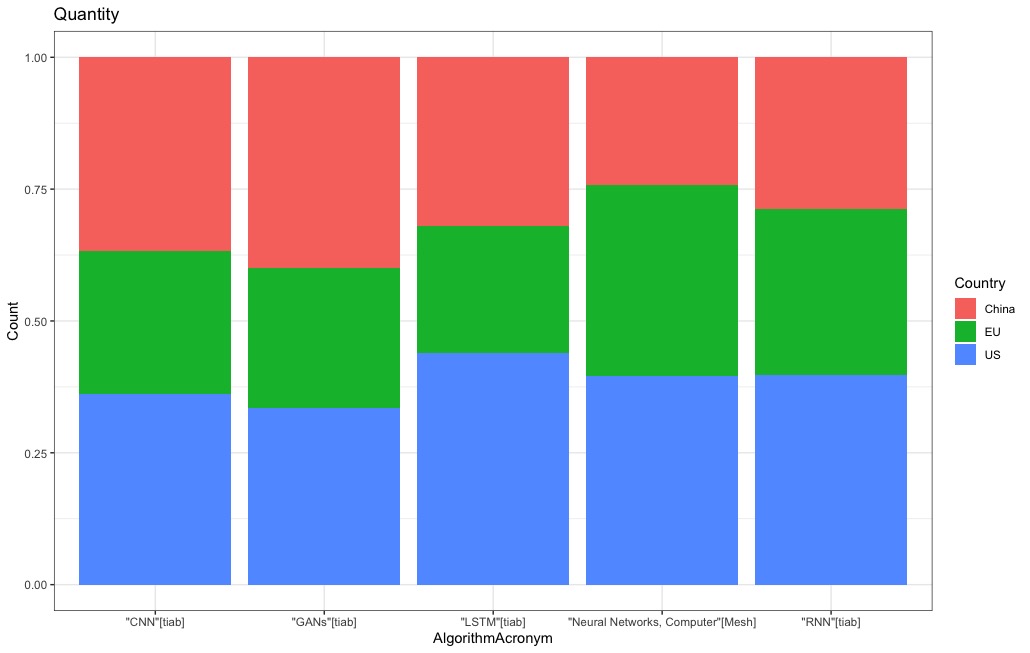 Quantity
1.00
0.75
0.50
0.25
0.00
Count
"CNN"[tiab]
"GANs"[tiab]
"LSTM"[tiab]
"Neural Networks, Computer"[Mesh]
"RNN"[tiab]
AlgorithmAcronym
Country
China
EU
US